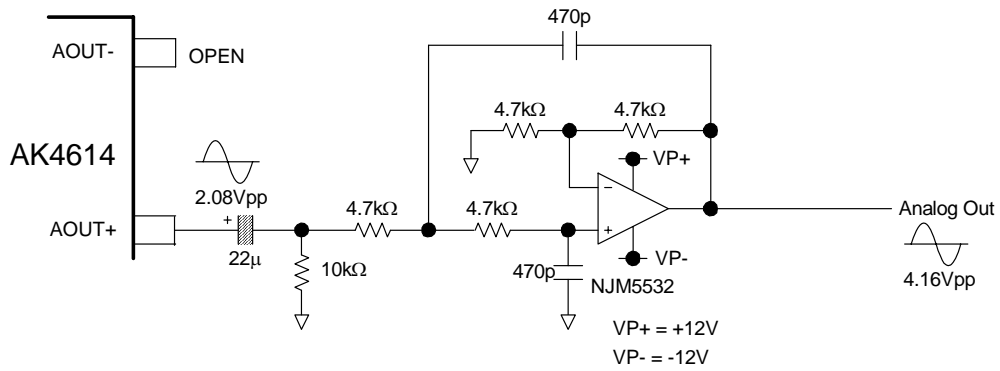 470p
AOUT-
OPEN
4.7kΩ
4.7kΩ
AK4614
VP+
2.08Vpp
4.7kΩ
4.7kΩ
−
Analog Out
AOUT+
+
+
22μ
10kΩ
470p
VP-
NJM5532
4.16Vpp
VP+ = +12V
VP- = -12V